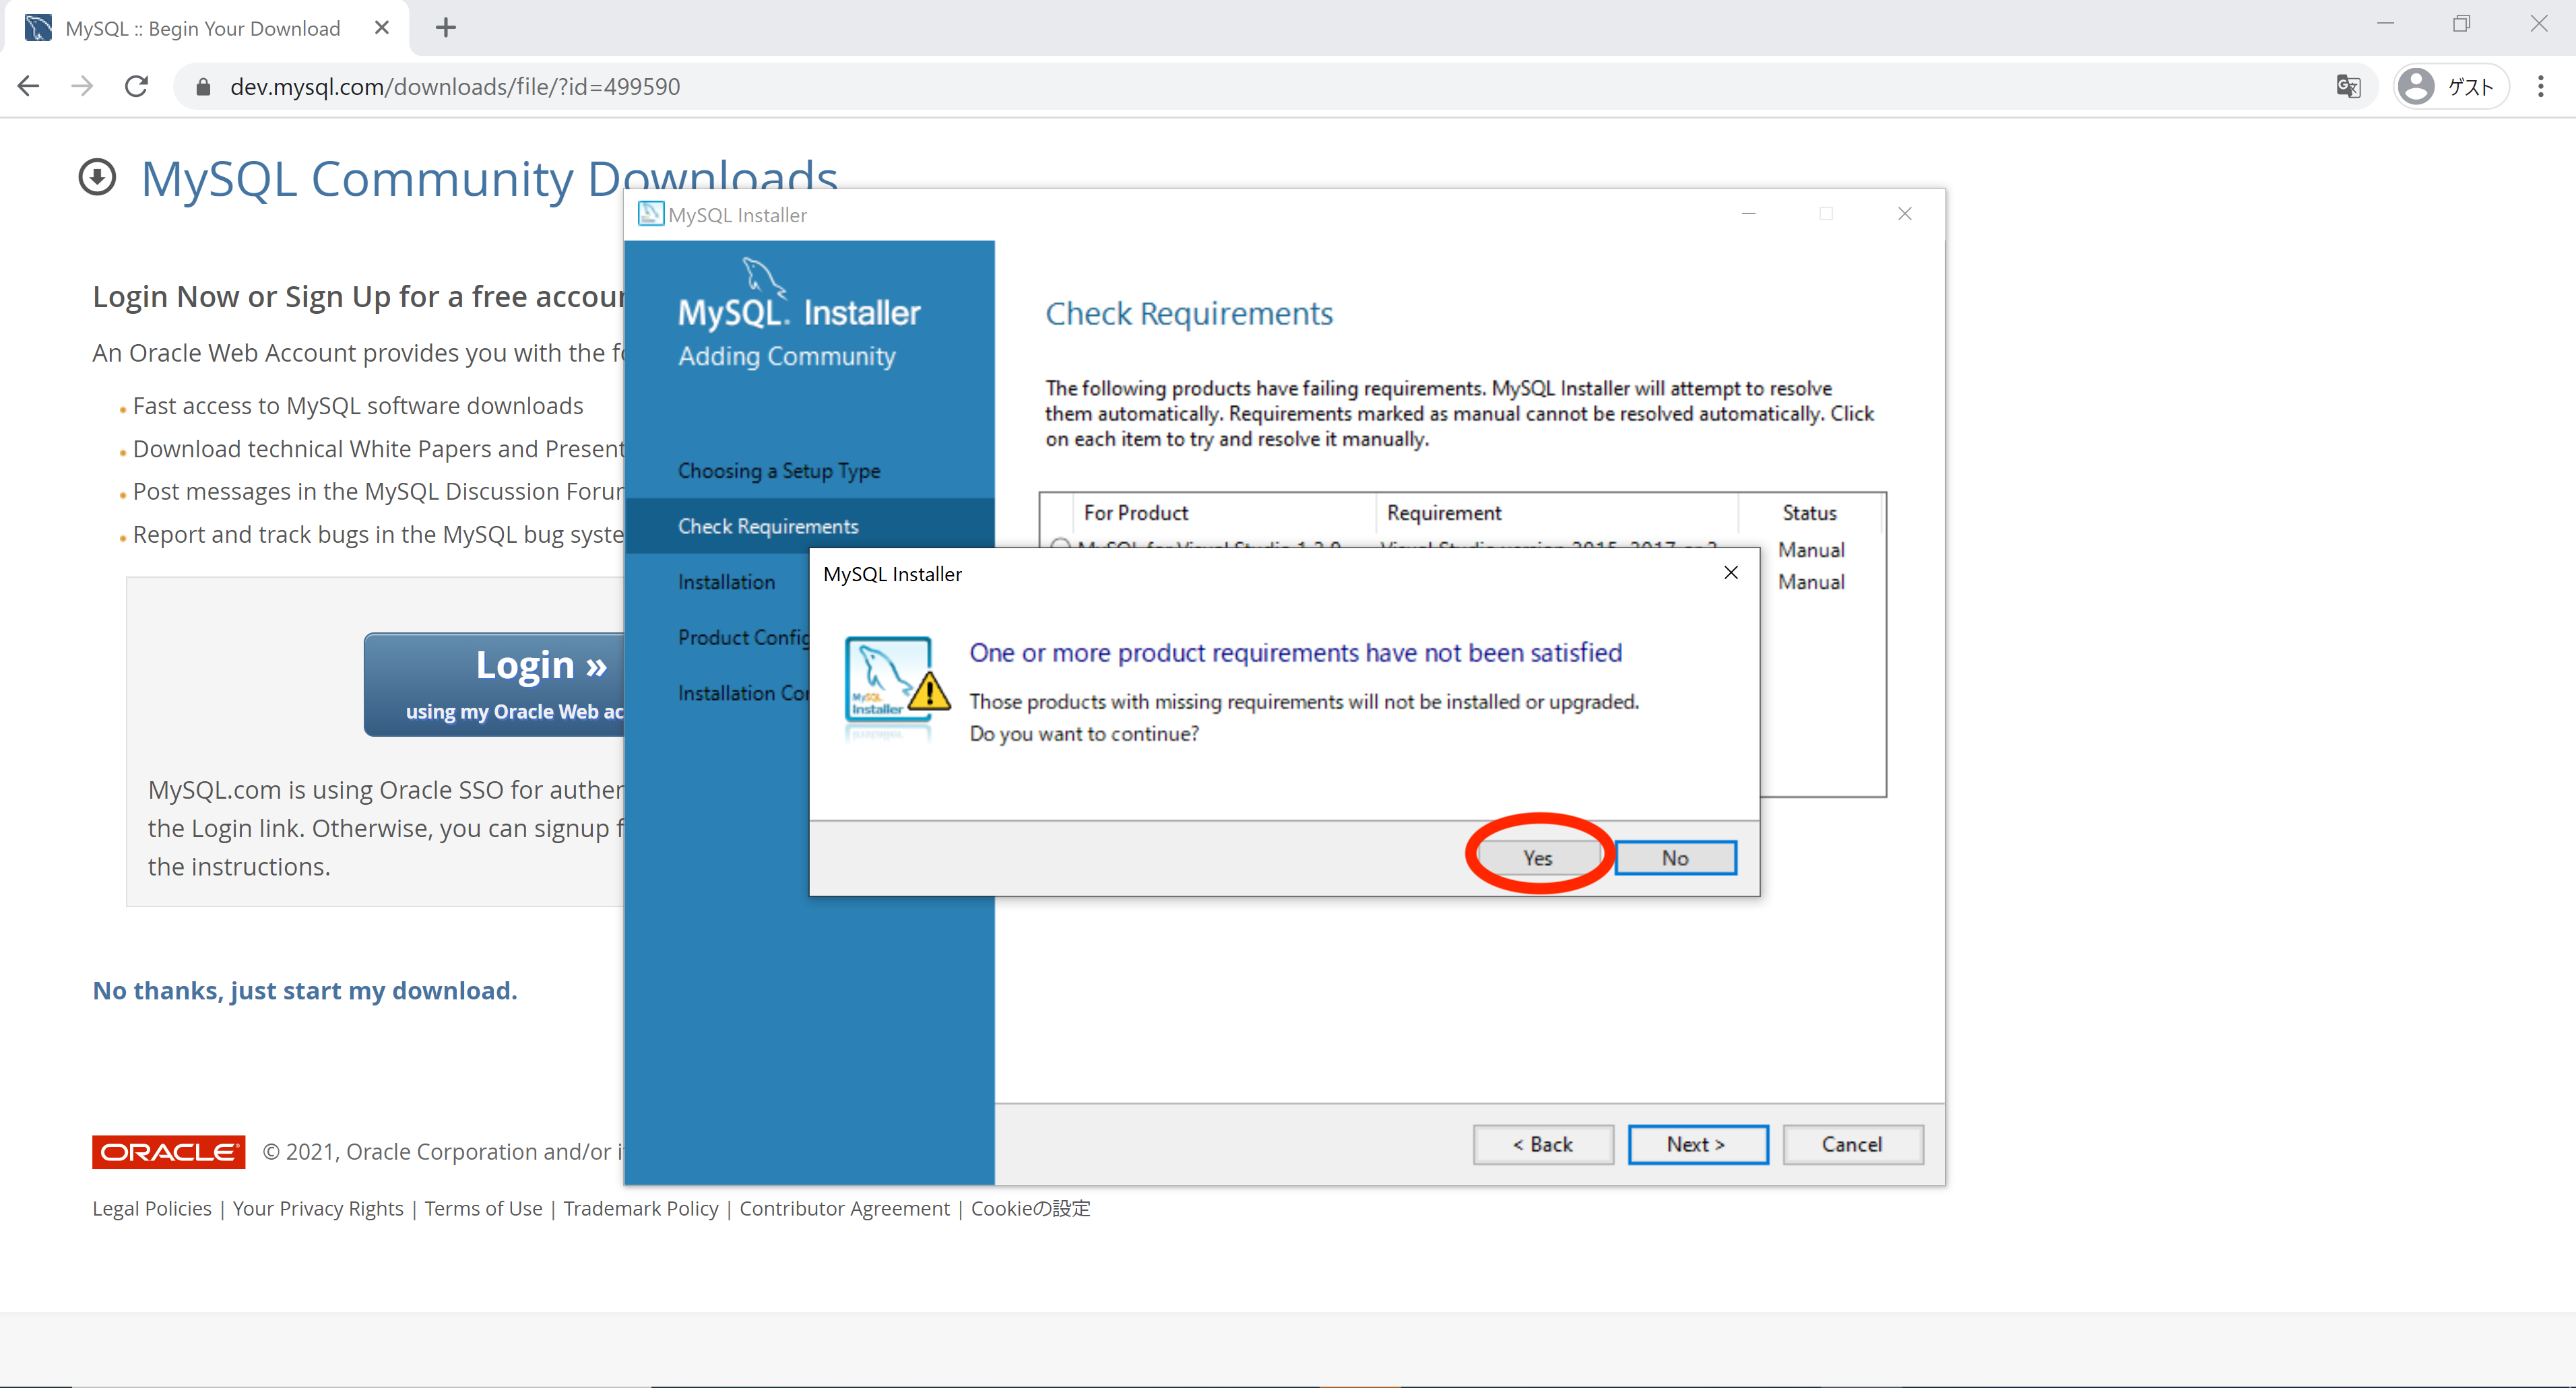 MySQL :: Begin Your Download
dev.mysql.com/downloads/file/?id=499590
ゲスト
MySQL Community Downloads
Login Now or Sign Up for a free accou
An Oracle Web Account provides you with the
Fast access to MySQL software downloads
Download technical White Papers and Present
Post messages in the MySQL Discussion Foru
Report and track bugs in the MySQL bug syste
Login »
using my Oracle Web ac
MySQL.com is using Oracle SSO for auther
the Login link. Otherwise, you can signup f
the instructions.
No thanks, just start my download.
ORACLE © 2021, Oracle Corporation and/or i
Legal Policies | Your Privacy Rights | Terms of Use | Trademark Policy | Contributor Agreement | Cookieの設定
MySQL Installer
MySQL. Installer
Adding Community
Choosing a Setup Type
Check Requirements
Installation
Product Config
Installation Co
Check Requirements
The following products have failing requirements. MySQL Installer will attempt to resolve
them automatically. Requirements marked as manual cannot be resolved automatically. Click
on each item to try and resolve it manually.
For Product Requirement Status
Manual
Manual
MySQL Installer
MySQL
Installer
One or more product requirements have not been satisfied
Those products with missing requirements will not be installed or upgraded.
Do you want to continue?
Yes No
< Back Next > Cancel